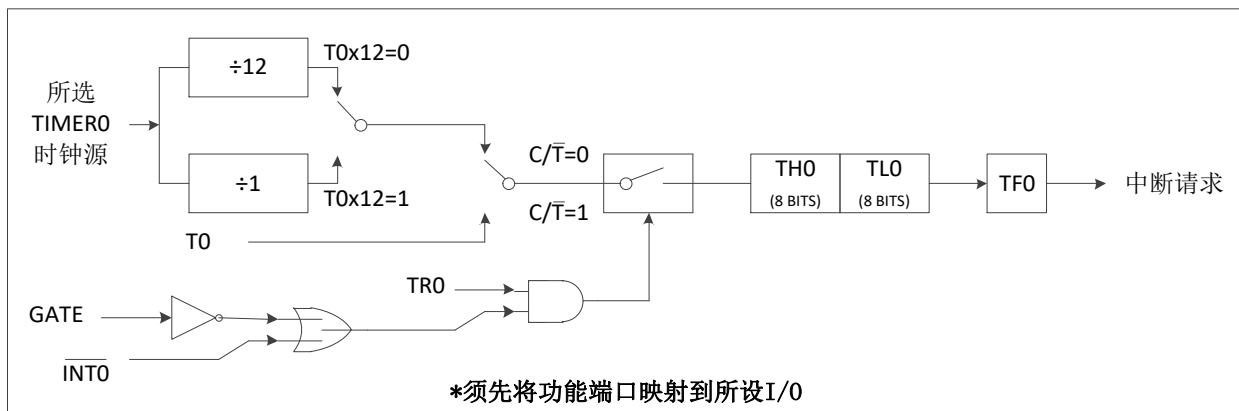 ÷12
T0x12=0
所选
TIMER0
时钟源
÷1
T0x12=1
T0
C/T̅=0
C/T̅=1
TH0
(8 BITS)
TL0
(8 BITS)
TF0
中断请求
TR0
GATE
I̅N̅T̅0̅
*须先将功能端口映射到所设I/0